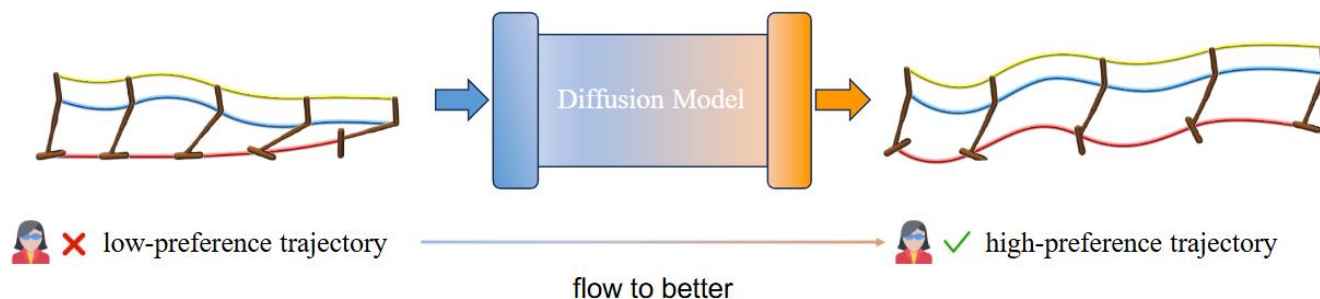 Diffusion Model
low-preference trajectory
high-preference trajectory
flow to better